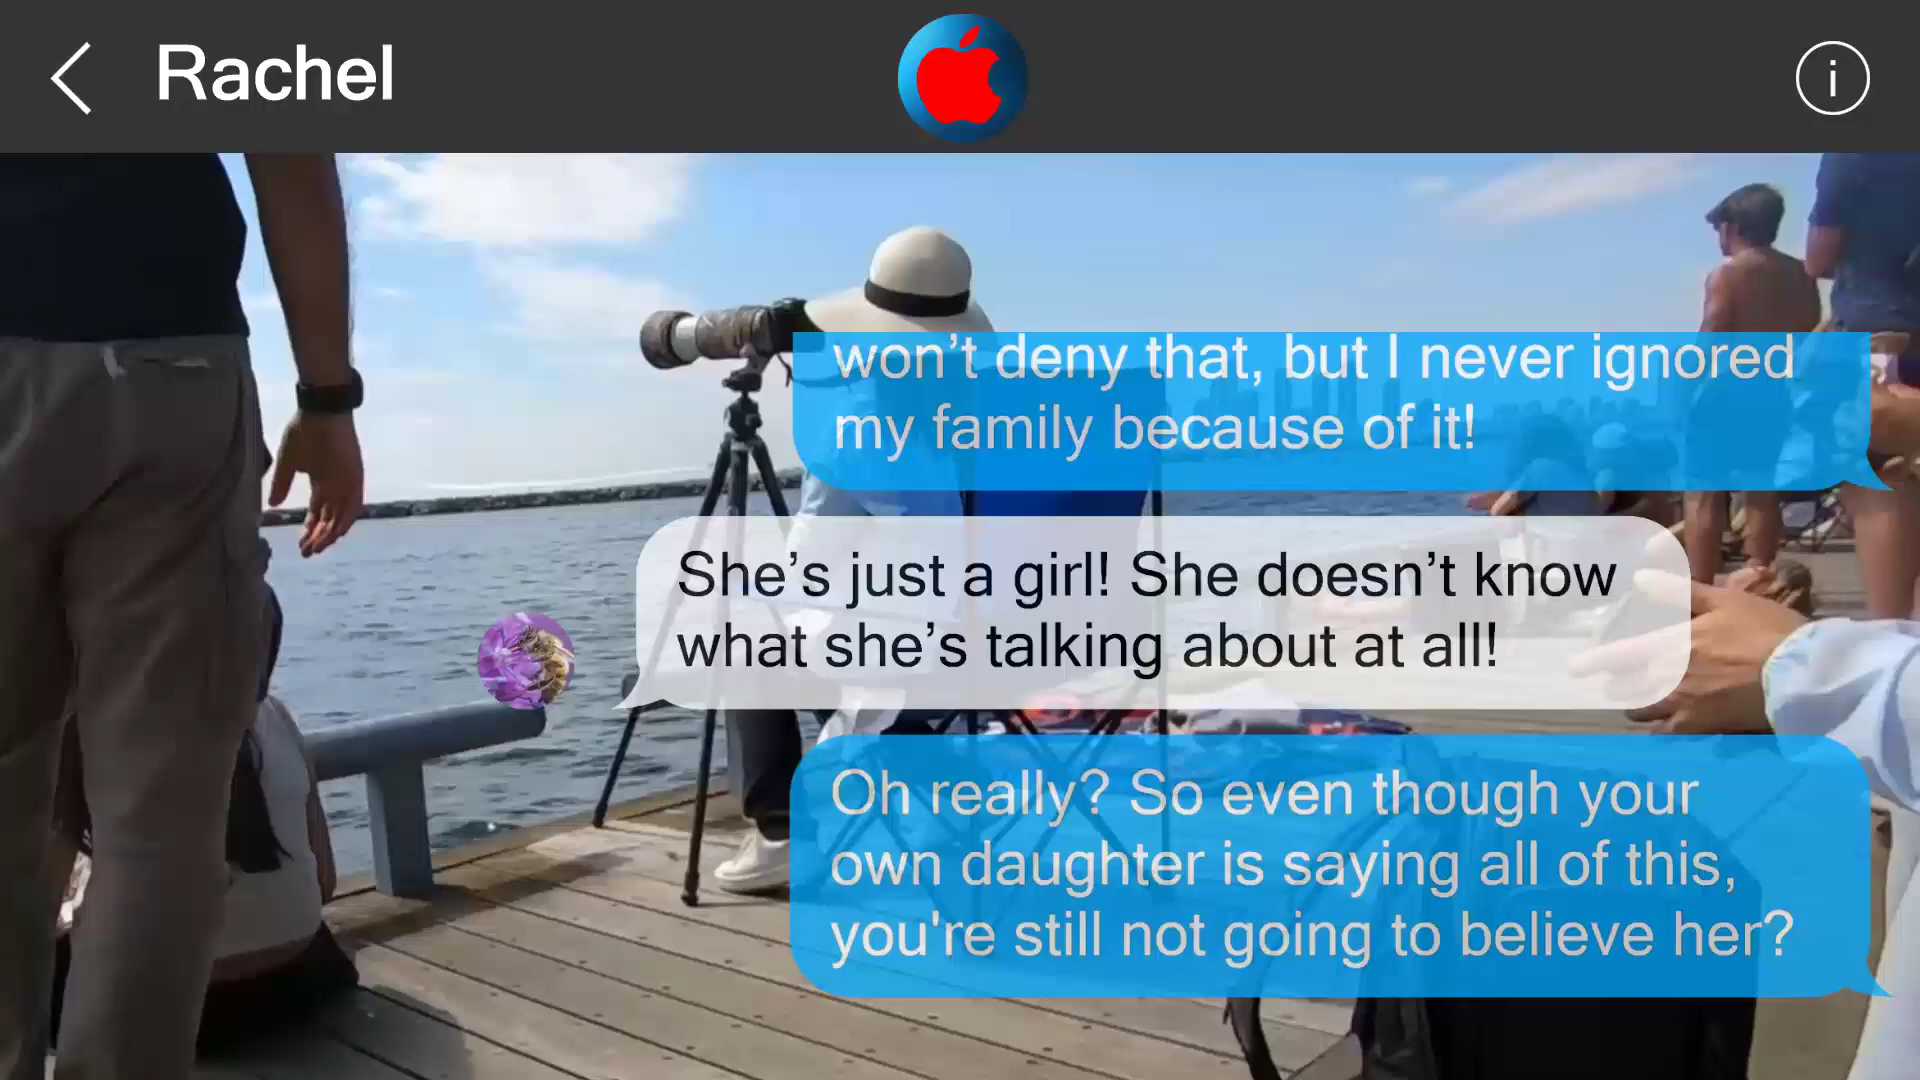 Rachel
i
won’t deny that, but I never ignored
my family because of it!
She’s just a girl! She doesn’t know
what she’s talking about at all!
Oh really? So even though your
own daughter is saying all of this,
you're still not going to believe her?